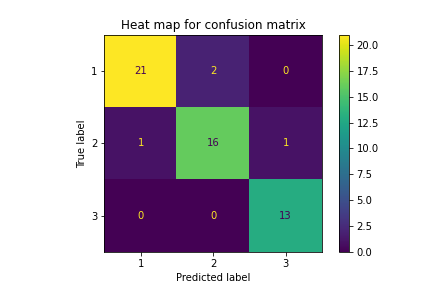 Heat map for confusion matrix
True label
1
21 2 0
2
1 16 1
3
0 0 13
1 2 3
Predicted label
20.0
17.5
15.0
12.5
10.0
7.5
5.0
2.5
0.0